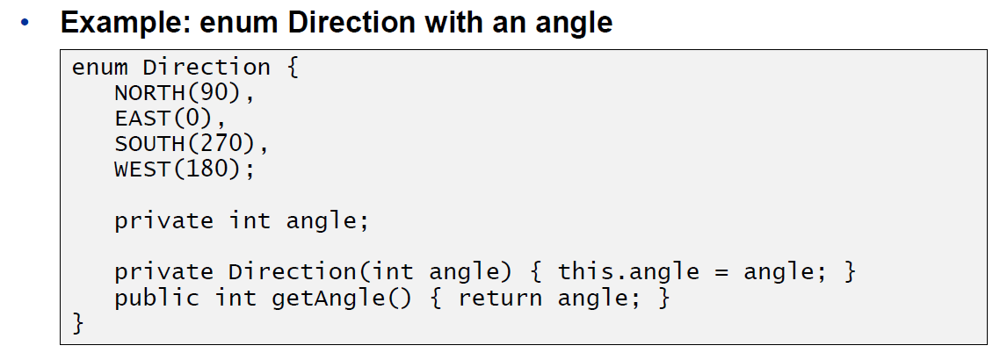 • Example: enum Direction with an angle
enum Direction {
   NORTH(90),
   EAST(0),
   SOUTH(270),
   WEST(180);
   private int angle;
   private Direction(int angle) { this.angle = angle; }
   public int getAngle() { return angle; }
}